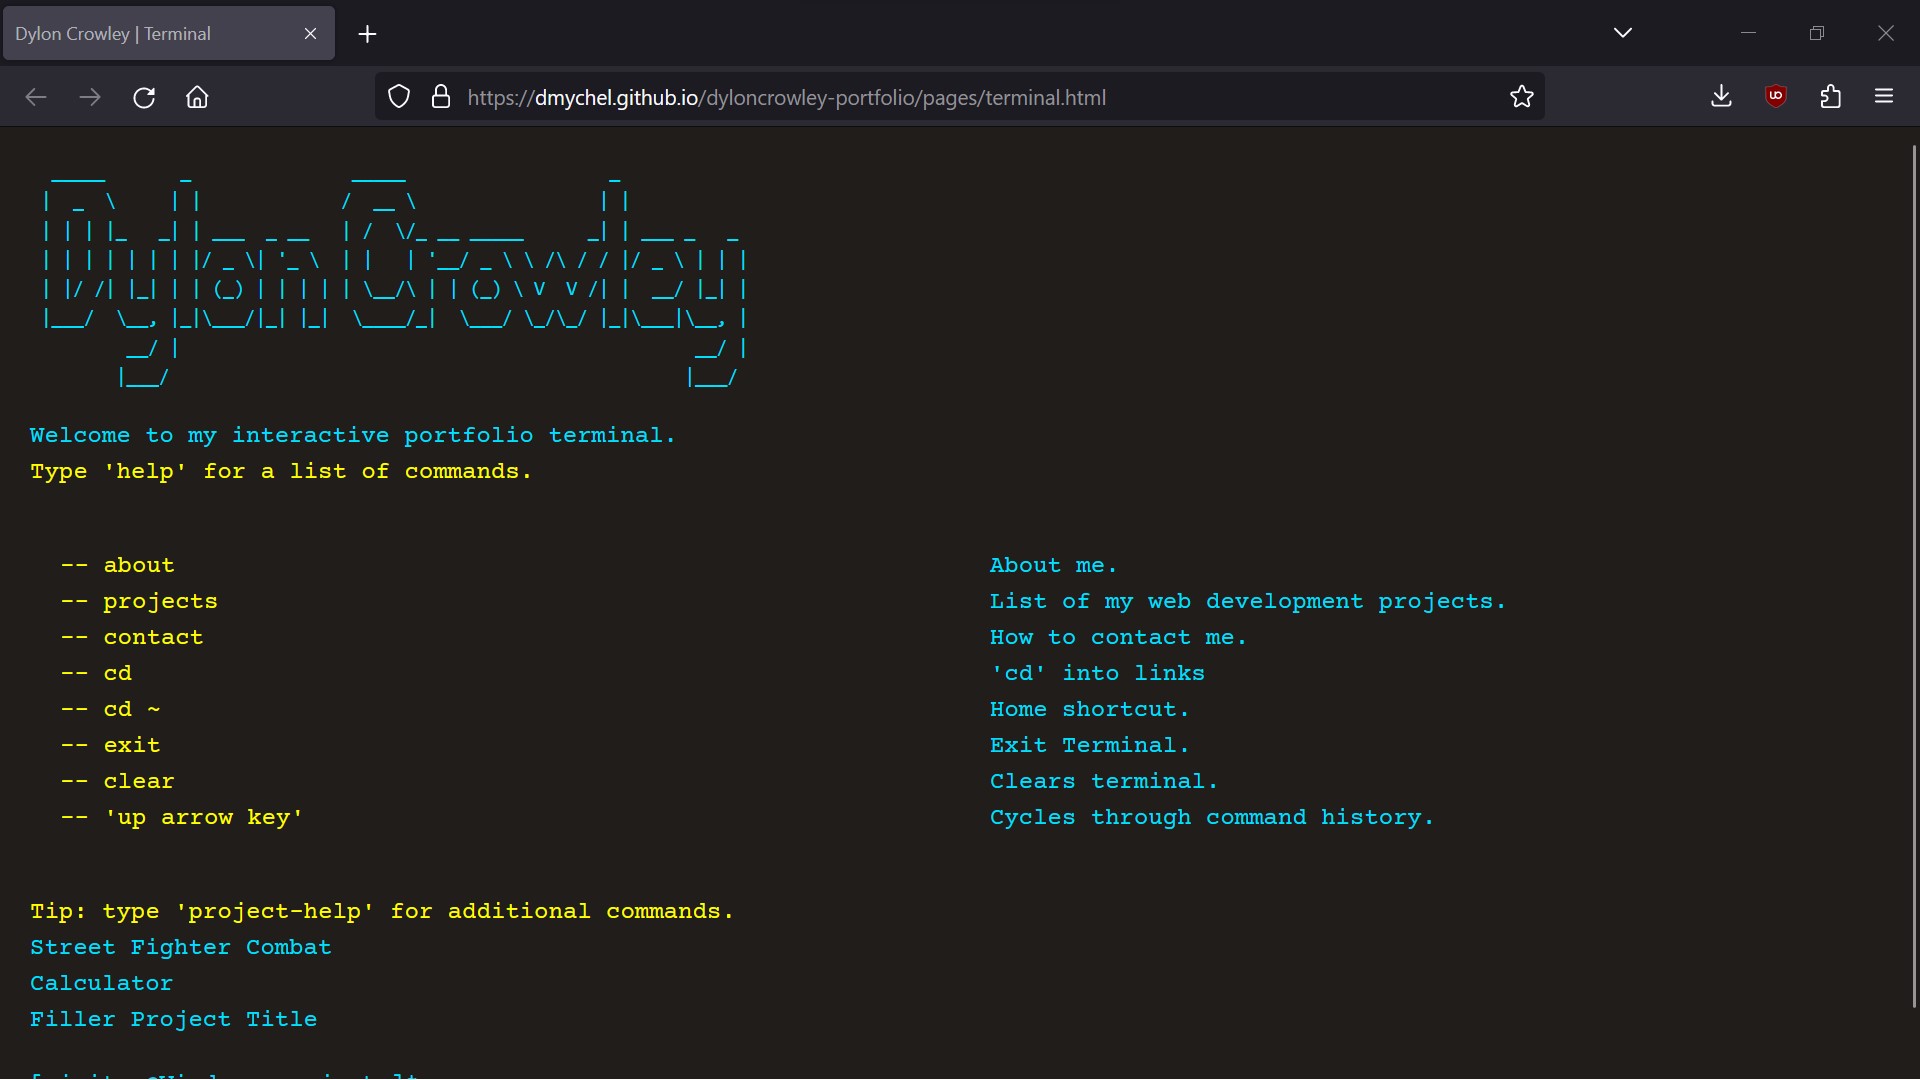 Dylon Crowley | Terminal
https://dmychel.github.io/dyloncrowley-portfolio/pages/terminal.html
Dylon Crowley
Welcome to my interactive portfolio terminal.
Type 'help' for a list of commands.
-- about About me.
-- projects List of my web development projects.
-- contact How to contact me.
-- cd 'cd' into links
-- cd ~ Home shortcut.
-- exit Exit Terminal.
-- clear Clears terminal.
-- 'up arrow key' Cycles through command history.
Tip: type 'project-help' for additional commands.
Street Fighter Combat
Calculator
Filler Project Title